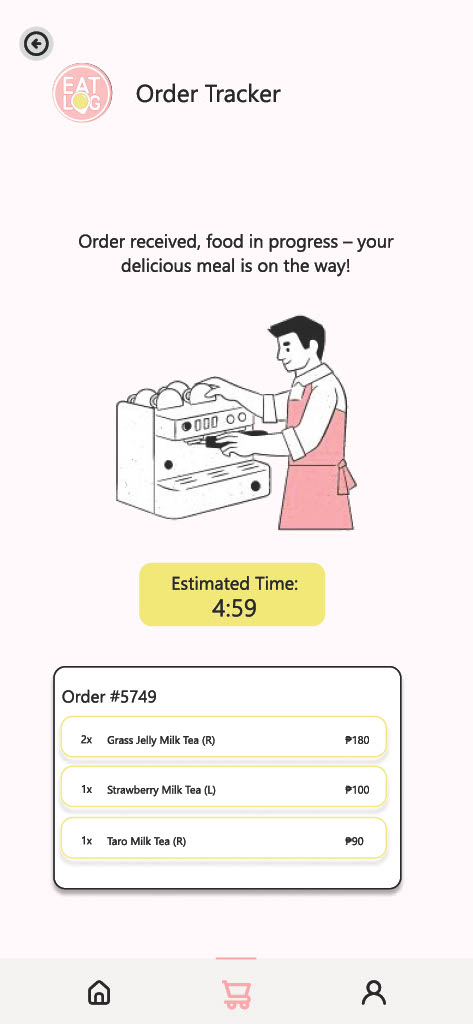 EAT
LOG
Order Tracker
Order received, food in progress – your
delicious meal is on the way!
Estimated Time:
4:59
Order #5749
2x Grass Jelly Milk Tea (R) ₱180
1x Strawberry Milk Tea (L) ₱100
1x Taro Milk Tea (R) ₱90